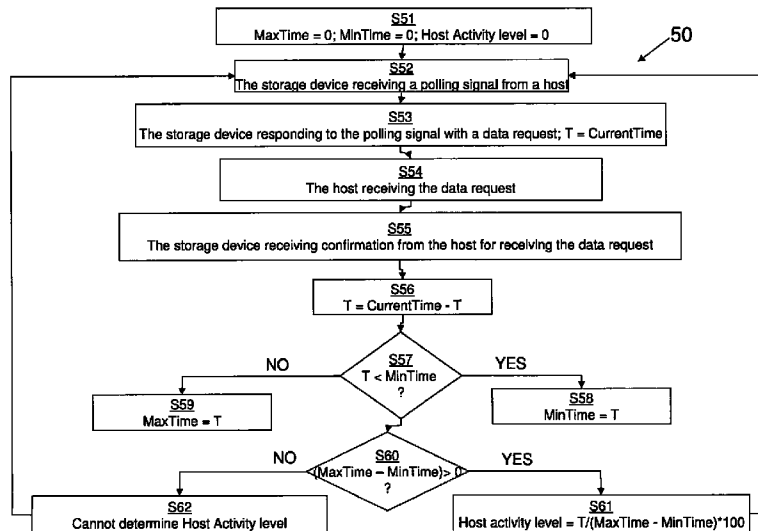 S51
MaxTime = 0; MinTime = 0; Host Activity level = 0
50
S52
The storage device receiving a polling signal from a host
S53
The storage device responding to the polling signal with a data request; T = CurrentTime
S54
The host receiving the data request
S55
The storage device receiving confirmation from the host for receiving the data request
S56
T = CurrentTime - T
NO
YES
S57
T < MinTime
?
S59
MaxTime = T
S58
MinTime = T
NO
YES
S60
(MaxTime – MinTime)> 0
?
S62
Cannot determine Host Activity level
S61
Host activity level = T/(MaxTime - MinTime)*100